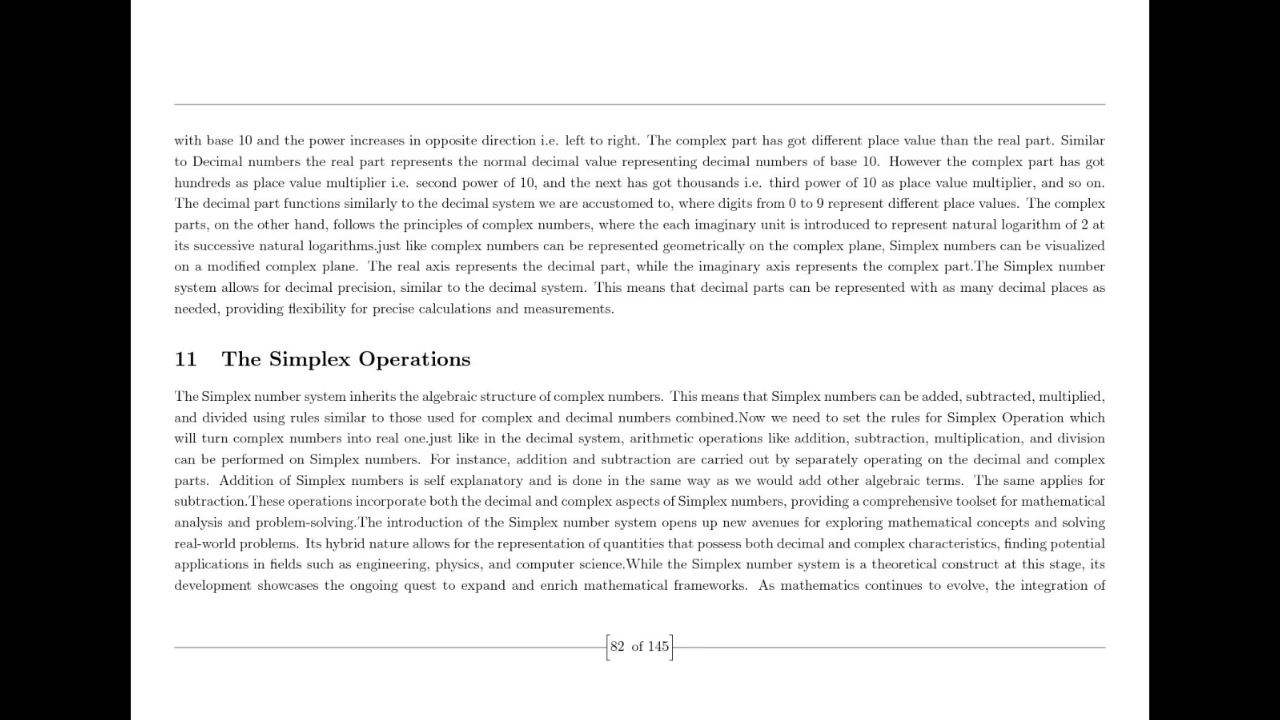 with base 10 and the power increases in opposite direction i.e. left to right. The complex part has got different place value than the real part. Similar
to Decimal numbers the real part represents the normal decimal value representing decimal numbers of base 10. However the complex part has got
hundreds as place value multiplier i.e. second power of 10, and the next has got thousands i.e. third power of 10 as place value multiplier, and so on.
The decimal part functions similarly to the decimal system we are accustomed to, where digits from 0 to 9 represent different place values. The complex
parts, on the other hand, follows the principles of complex numbers, where the each imaginary unit is introduced to represent natural logarithm of 2 at
its successive natural logarithms.just like complex numbers can be represented geometrically on the complex plane, Simplex numbers can be visualized
on a modified complex plane. The real axis represents the decimal part, while the imaginary axis represents the complex part.The Simplex number
system allows for decimal precision, similar to the decimal system. This means that decimal parts can be represented with as many decimal places as
needed, providing flexibility for precise calculations and measurements.
11 The Simplex Operations
The Simplex number system inherits the algebraic structure of complex numbers. This means that Simplex numbers can be added, subtracted, multiplied,
and divided using rules similar to those used for complex and decimal numbers combined.Now we need to set the rules for Simplex Operation which
will turn complex numbers into real one.just like in the decimal system, arithmetic operations like addition, subtraction, multiplication, and division
can be performed on Simplex numbers. For instance, addition and subtraction are carried out by separately operating on the decimal and complex
parts. Addition of Simplex numbers is self explanatory and is done in the same way as we would add other algebraic terms. The same applies for
subtraction.These operations incorporate both the decimal and complex aspects of Simplex numbers, providing a comprehensive toolset for mathematical
analysis and problem-solving.The introduction of the Simplex number system opens up new avenues for exploring mathematical concepts and solving
real-world problems. Its hybrid nature allows for the representation of quantities that possess both decimal and complex characteristics, finding potential
applications in fields such as engineering, physics, and computer science.While the Simplex number system is a theoretical construct at this stage, its
development showcases the ongoing quest to expand and enrich mathematical frameworks. As mathematics continues to evolve, the integration of
82 of 145